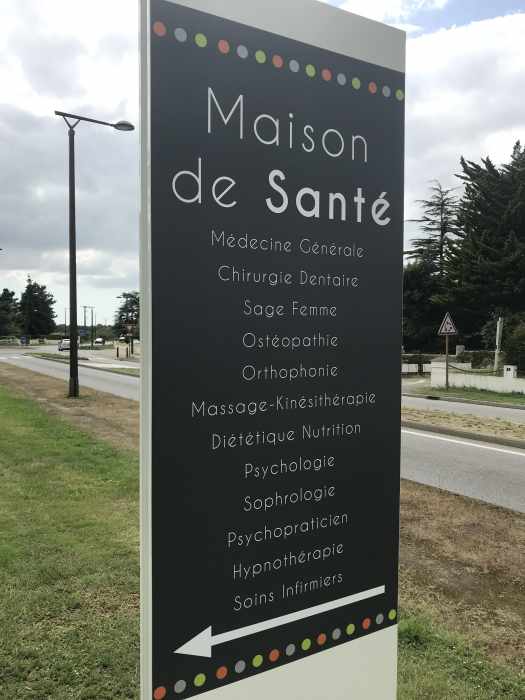 Maison
de Santé
Médecine Générale
Chirurgie Dentaire
Sage Femme
Ostéopathie
Orthophonie
Massage-Kinésithérapie
Diététique Nutrition
Psychologie
Sophrologie
Psychopraticien
Hypnothérapie
Soins Infirmiers